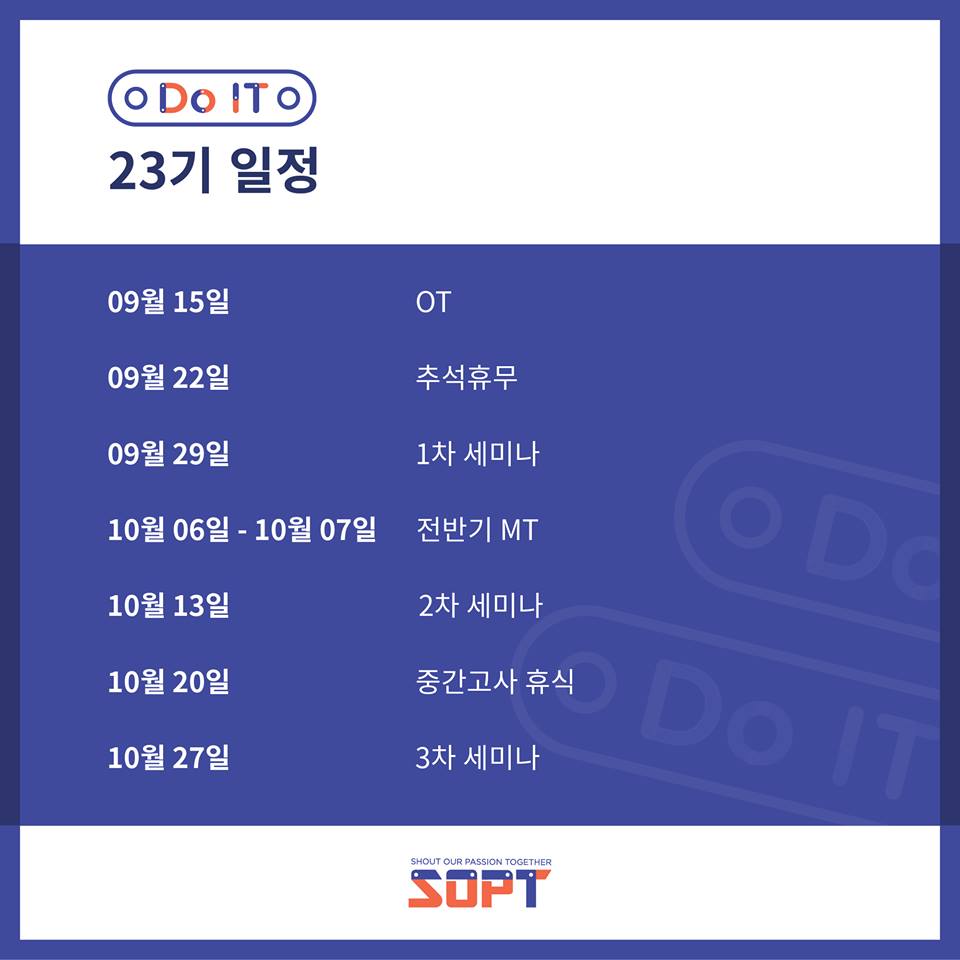 Do IT
23기 일정
09월 15일 OT
09월 22일 추석휴무
09월 29일 1차 세미나
10월 06일 - 10월 07일 전반기 MT
10월 13일 2차 세미나
10월 20일 중간고사 휴식
10월 27일 3차 세미나
Do
Do IT
SHOUT OUR PASSION TOGETHER
SOPT